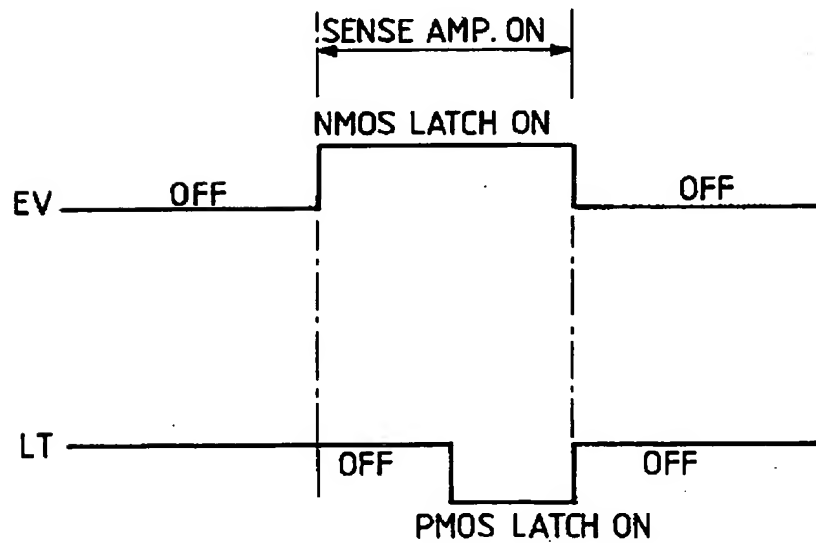 SENSE AMP. ON
NMOS LATCH ON
EV OFF OFF
LT OFF OFF
PMOS LATCH ON